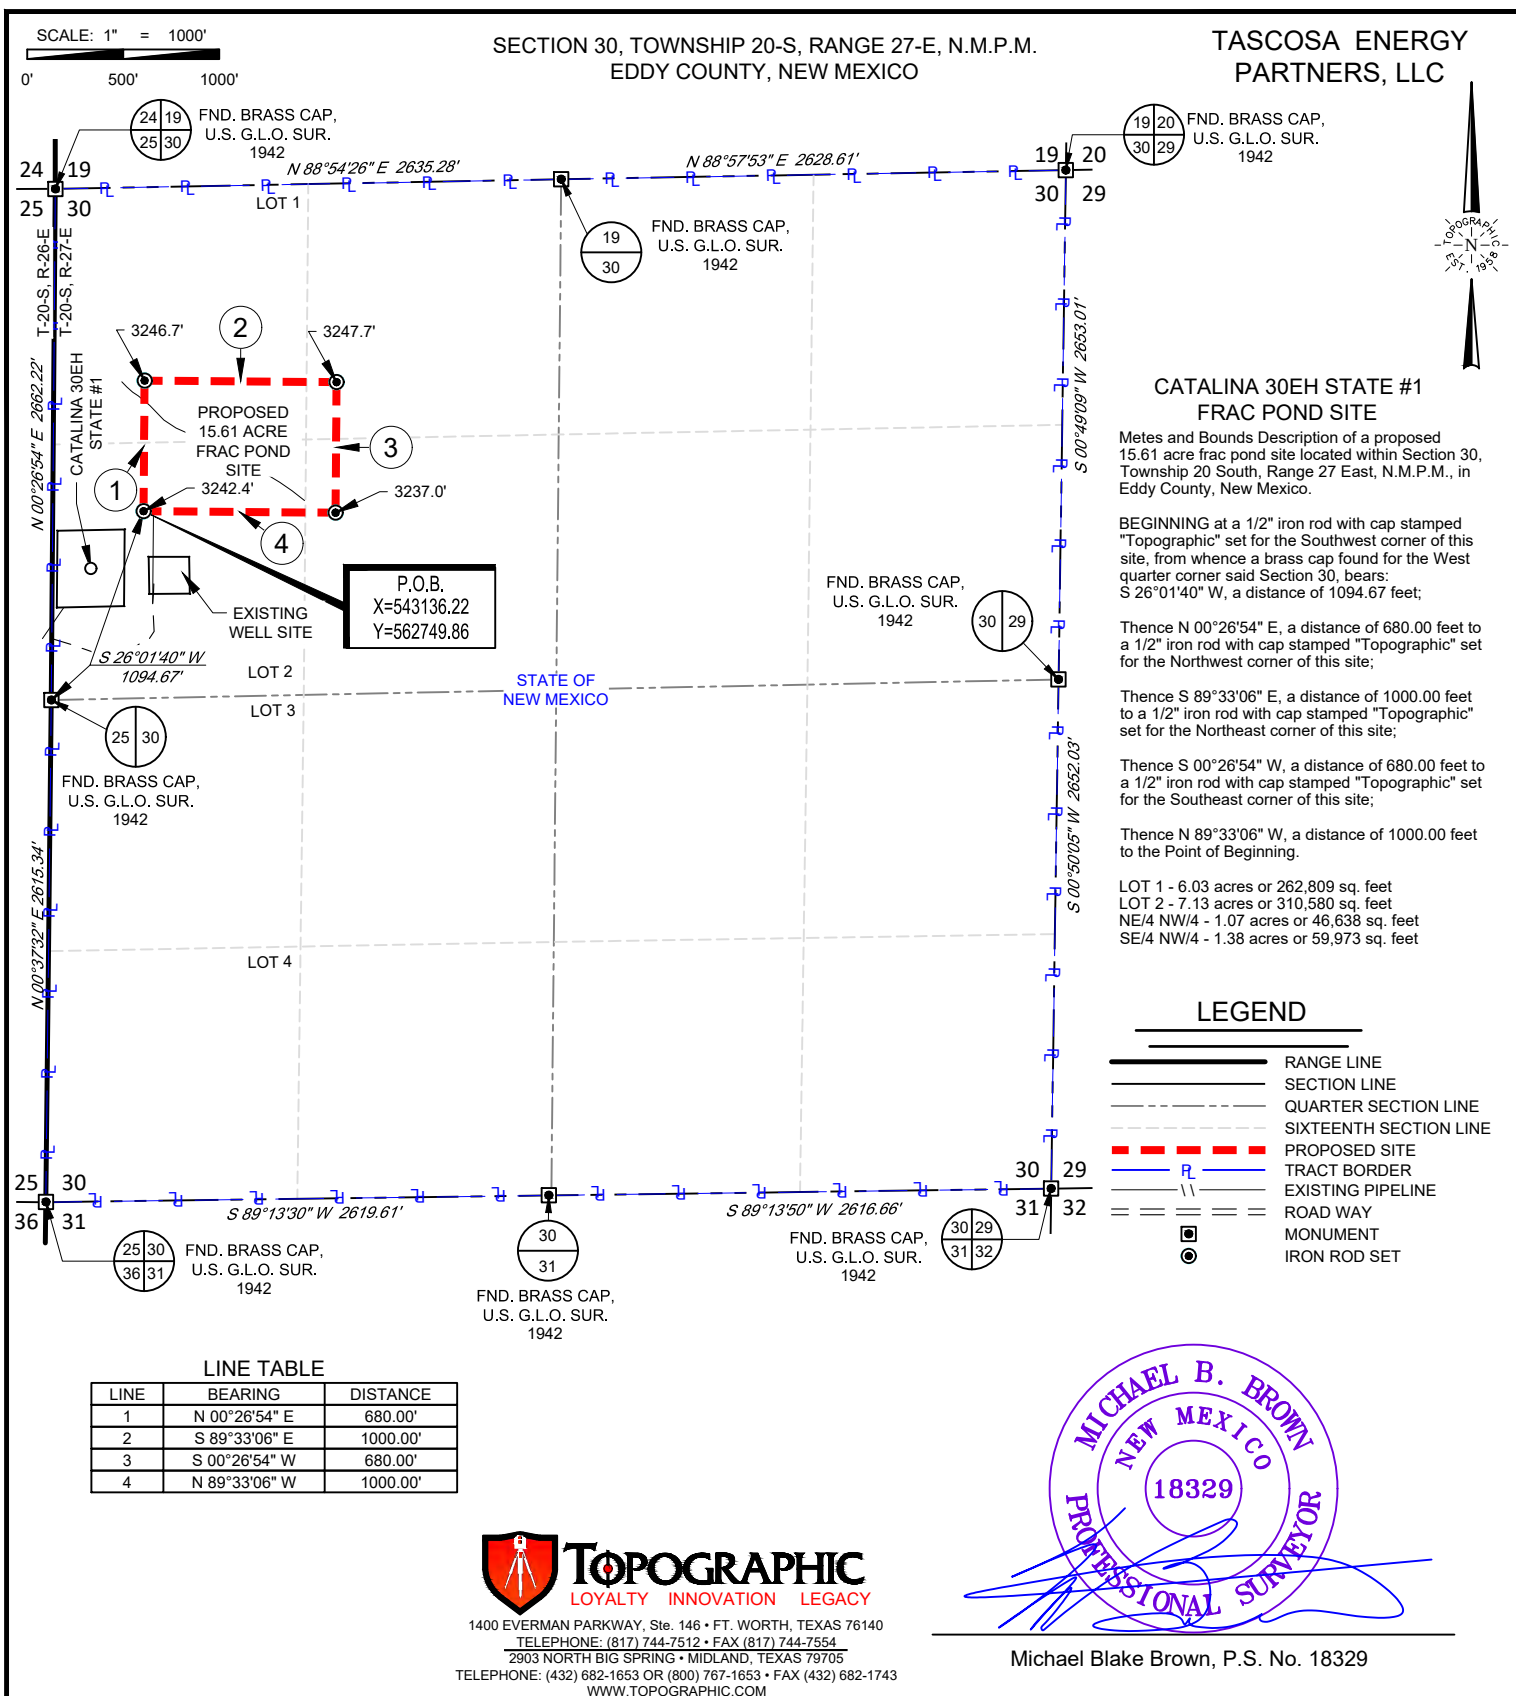 SCALE: 1" = 1000'
0' 500' 1000'
SECTION 30, TOWNSHIP 20-S, RANGE 27-E, N.M.P.M.
EDDY COUNTY, NEW MEXICO
TASCOSA ENERGY
PARTNERS, LLC
24 19
25 30
FND. BRASS CAP,
U.S. G.L.O. SUR.
1942
24 19
25 30
N 88°54'26" E 2635.28'
LOT 1
N 88°57'53" E 2628.61'
19 20
30 29
FND. BRASS CAP,
U.S. G.L.O. SUR.
1942
19 20
30 29
19
30
FND. BRASS CAP,
U.S. G.L.O. SUR.
1942
TOPOGRAPHIC
N
EST. 1958
T-20-S, R-26-E
T-20-S, R-27-E
N 00°26'54" E 2662.22'
CATALINA 30EH
STATE #1
3246.7'
2
3247.7'
PROPOSED
15.61 ACRE
FRAC POND
SITE
3
1
3242.4'
3237.0'
4
S 00°49'09" W 2653.01'
P.O.B.
X=543136.22
Y=562749.86
EXISTING
WELL SITE
S 26°01'40" W
1094.67'
LOT 2
LOT 3
STATE OF
NEW MEXICO
FND. BRASS CAP,
U.S. G.L.O. SUR.
1942
30 29
25 30
FND. BRASS CAP,
U.S. G.L.O. SUR.
1942
N 00°37'32" E 2615.34'
S 00°50'05" W 2652.03'
LOT 4
CATALINA 30EH STATE #1
FRAC POND SITE
Metes and Bounds Description of a proposed
15.61 acre frac pond site located within Section 30,
Township 20 South, Range 27 East, N.M.P.M., in
Eddy County, New Mexico.
BEGINNING at a 1/2" iron rod with cap stamped
"Topographic" set for the Southwest corner of this
site, from whence a brass cap found for the West
quarter corner said Section 30, bears:
S 26°01'40" W, a distance of 1094.67 feet;
Thence N 00°26'54" E, a distance of 680.00 feet to
a 1/2" iron rod with cap stamped "Topographic" set
for the Northwest corner of this site;
Thence S 89°33'06" E, a distance of 1000.00 feet
to a 1/2" iron rod with cap stamped "Topographic"
set for the Northeast corner of this site;
Thence S 00°26'54" W, a distance of 680.00 feet to
a 1/2" iron rod with cap stamped "Topographic" set
for the Southeast corner of this site;
Thence N 89°33'06" W, a distance of 1000.00 feet
to the Point of Beginning.
LOT 1 - 6.03 acres or 262,809 sq. feet
LOT 2 - 7.13 acres or 310,580 sq. feet
NE/4 NW/4 - 1.07 acres or 46,638 sq. feet
SE/4 NW/4 - 1.38 acres or 59,973 sq. feet
LEGEND
RANGE LINE
SECTION LINE
QUARTER SECTION LINE
SIXTEENTH SECTION LINE
PROPOSED SITE
PL TRACT BORDER
EXISTING PIPELINE
ROAD WAY
MONUMENT
IRON ROD SET
25 30
36 31
S 89°13'30" W 2619.61'
S 89°13'50" W 2616.66'
30 29
31 32
25 30
36 31
FND. BRASS CAP,
U.S. G.L.O. SUR.
1942
30
31
FND. BRASS CAP,
U.S. G.L.O. SUR.
1942
FND. BRASS CAP,
U.S. G.L.O. SUR.
1942
30 29
31 32
LINE TABLE
LINE BEARING DISTANCE
1 N 00°26'54" E 680.00'
2 S 89°33'06" E 1000.00'
3 S 00°26'54" W 680.00'
4 N 89°33'06" W 1000.00'
TOPOGRAPHIC
LOYALTY INNOVATION LEGACY
1400 EVERMAN PARKWAY, Ste. 146 • FT. WORTH, TEXAS 76140
TELEPHONE: (817) 744-7512 • FAX (817) 744-7554
2903 NORTH BIG SPRING • MIDLAND, TEXAS 79705
TELEPHONE: (432) 682-1653 OR (800) 767-1653 • FAX (432) 682-1743
WWW.TOPOGRAPHIC.COM
MICHAEL B. BROWN
NEW MEXICO
18329
PROFESSIONAL SURVEYOR
Michael Blake Brown, P.S. No. 18329